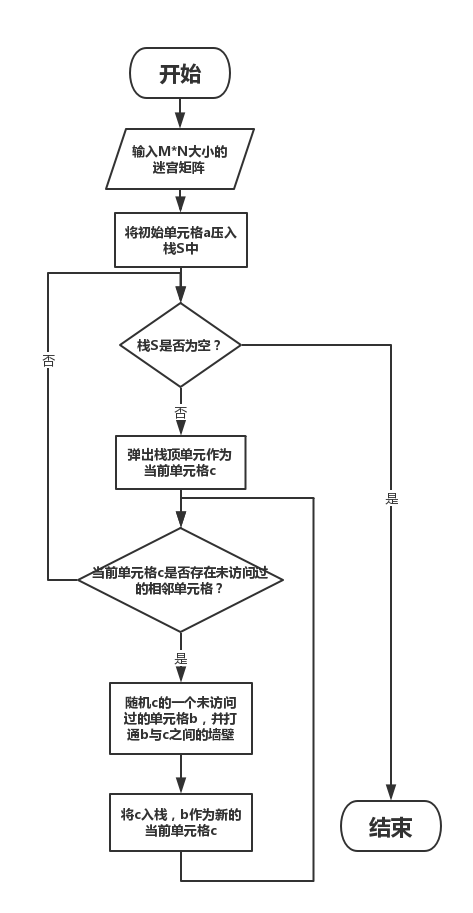 开始
输入M*N大小的
迷宫矩阵
将初始单元格a压入
栈S中
栈S是否为空？
否
否
弹出栈顶单元作为
当前单元格c
是
当前单元格c是否存在未访问过
的相邻单元格？
是
随机c的一个未访问
过的单元格b，并打
通b与c之间的墙壁
将c入栈，b作为新的
当前单元格c
结束